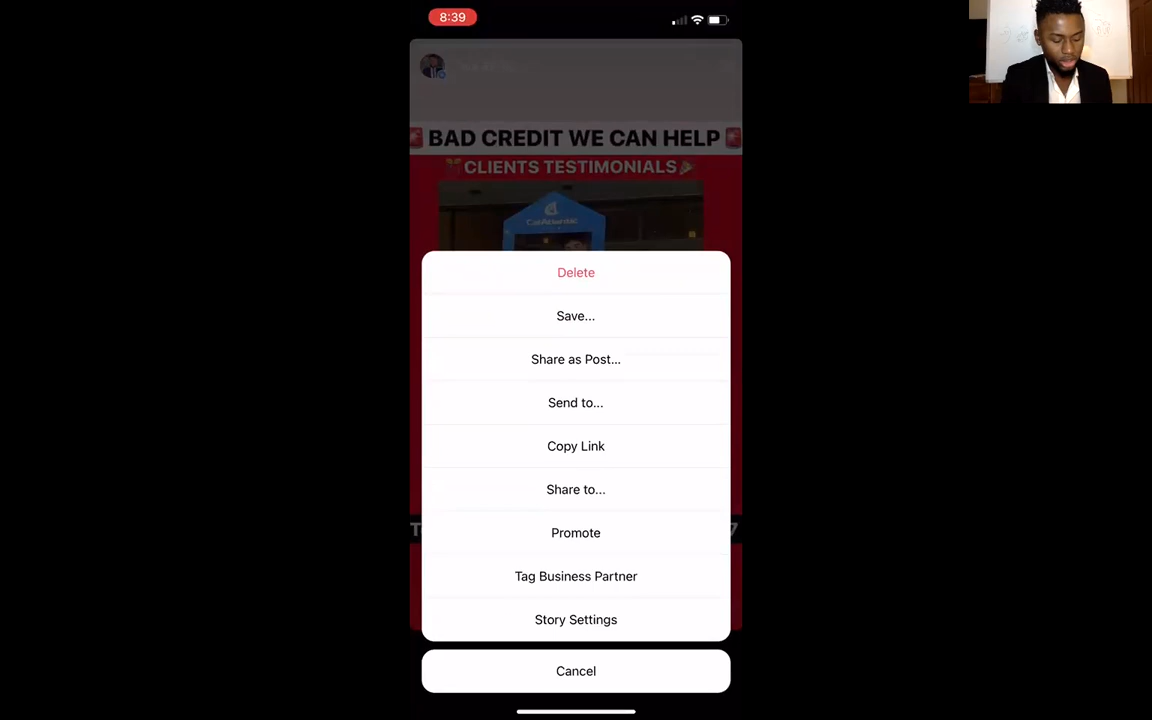 8:39
BAD CREDIT WE CAN HELP
CLIENTS TESTIMONIALS
CalAtlantic
Delete
Save...
Share as Post...
Send to...
Copy Link
Share to...
Promote
Tag Business Partner
Story Settings
Cancel